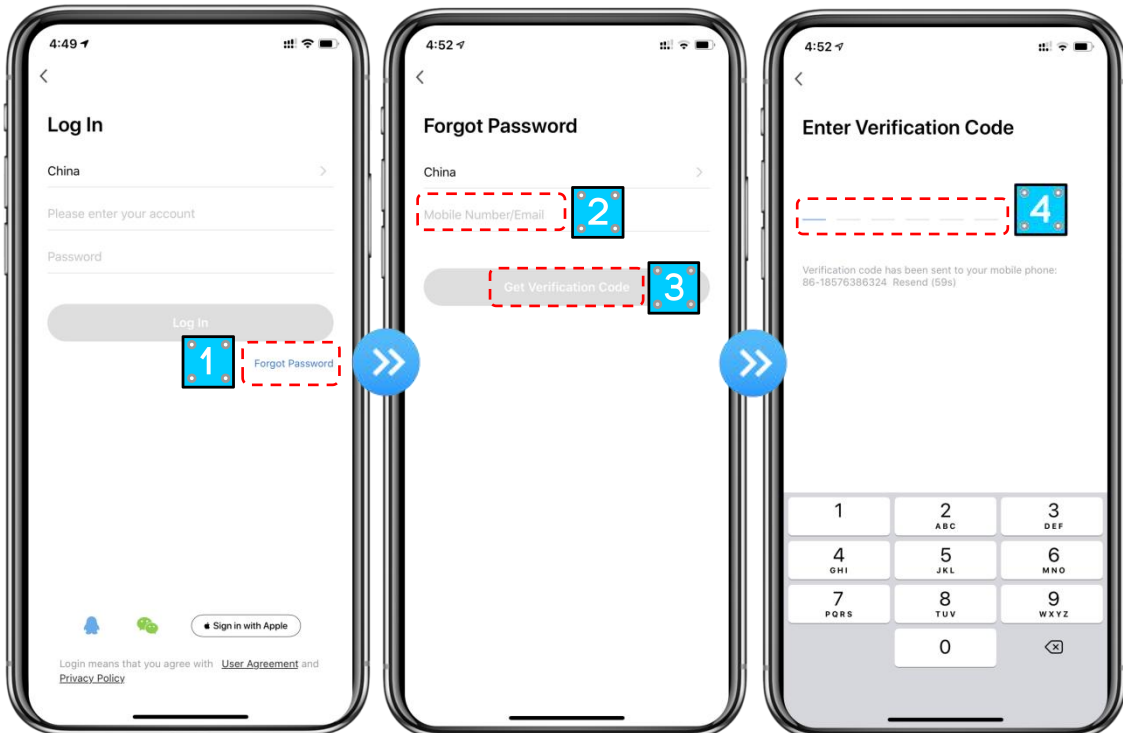 4:49
Log In
China
Please enter your account
Password
Log In
1
Forgot Password
Sign in with Apple
Login means that you agree with User Agreement and
Privacy Policy
4:52
Forgot Password
China
Mobile Number/Email
2
Get Verification Code
3
4:52
Enter Verification Code
4
Verification code has been sent to your mobile phone:
86-18576386324 Resend (59s)
1 2 3
ABC DEF
4 5 6
GHI JKL MNO
7 8 9
PQRS TUV WXYZ
0